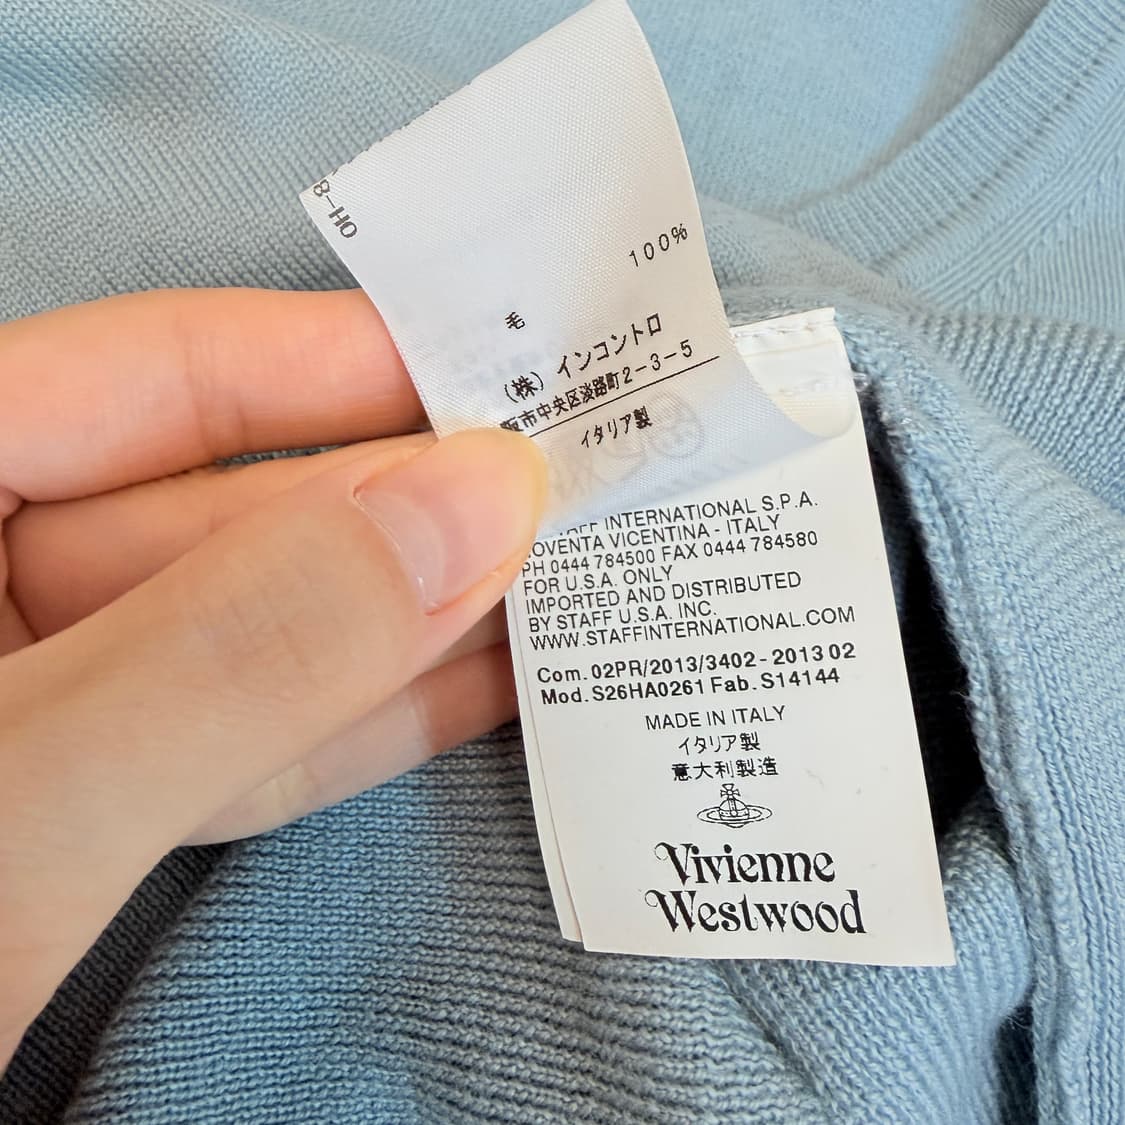 8-HO
100%
毛
(株) インコントロ
阪市中央区淡路町2-3-5
イタリア製
STAFF INTERNATIONAL S.P.A.
NOVENTA VICENTINA - ITALY
PH 0444 784500 FAX 0444 784580
FOR U.S.A. ONLY
IMPORTED AND DISTRIBUTED
BY STAFF U.S.A. INC.
WWW.STAFFINTERNATIONAL.COM
Com. 02PR/2013/3402 - 2013 02
Mod. S26HA0261 Fab. S14144
MADE IN ITALY
イタリア製
意大利製造
Vivienne
Westwood